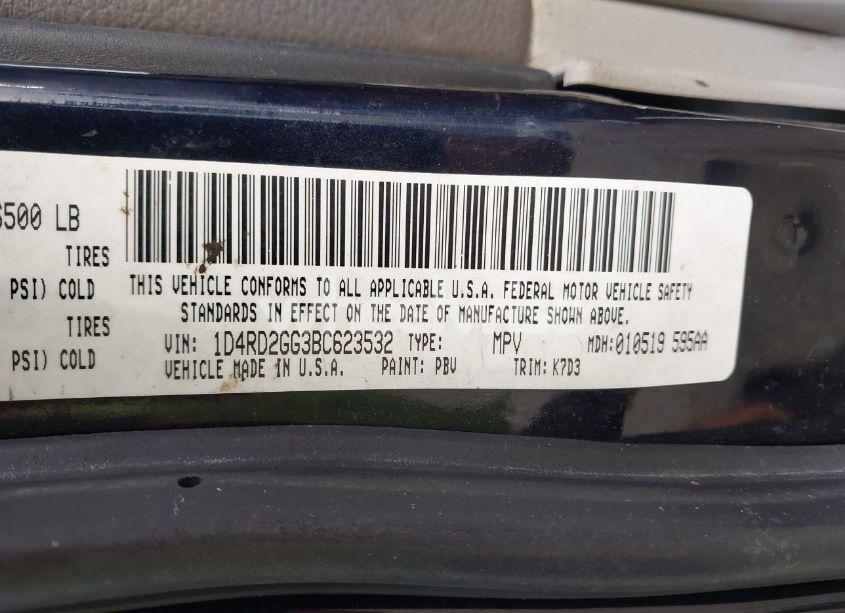 6500 LB
TIRES
PSI) COLD
TIRES
PSI) COLD
THIS VEHICLE CONFORMS TO ALL APPLICABLE U.S.A. FEDERAL MOTOR VEHICLE SAFETY
STANDARDS IN EFFECT ON THE DATE OF MANUFACTURE SHOWN ABOVE.
VIN: 1D4RD2GG3BC623532 TYPE: MPV MDH:010519 595AA
VEHICLE MADE IN U.S.A. PAINT: PBV TRIM: K7D3